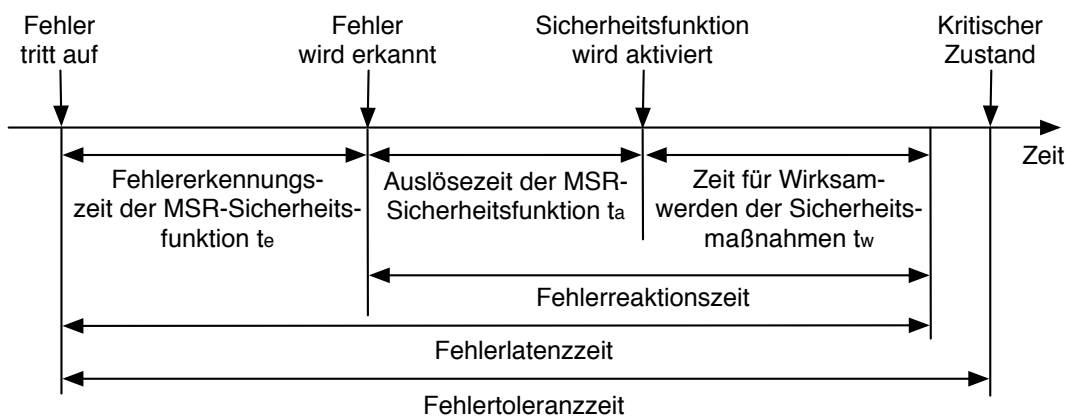 Fehler
tritt auf
Fehler
wird erkannt
Sicherheitsfunktion
wird aktiviert
Kritischer
Zustand
Zeit
Fehlererkennungs-
zeit der MSR-Sicherheits-
funktion te
Auslösezeit der MSR-
Sicherheitsfunktion ta
Zeit für Wirksam-
werden der Sicherheits-
maßnahmen tw
Fehlerreaktionszeit
Fehlerlatenzzeit
Fehlertoleranzzeit